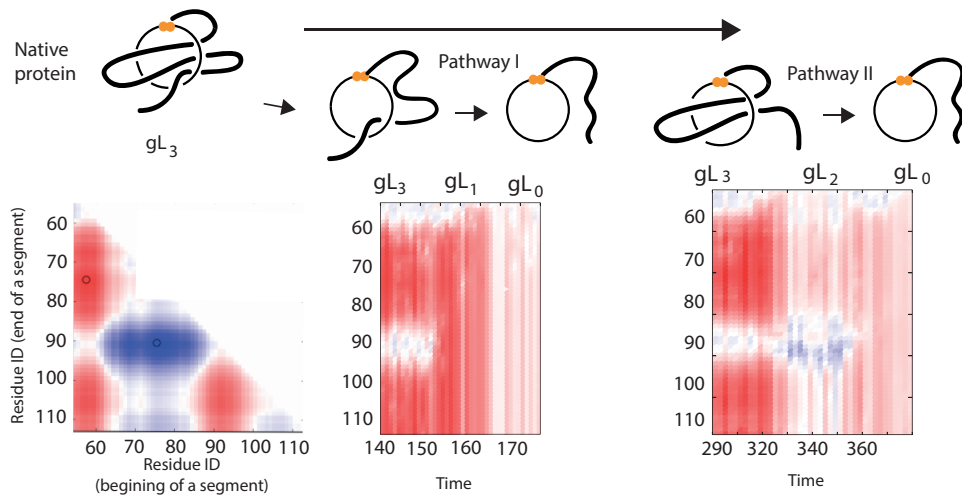 Native
protein
gL3
Pathway I
Pathway II
gL3 gL1 gL0
gL3 gL2 gL0
Residue ID (end of a segment)
60
70
80
90
100
110
60 70 80 90 100 110
Residue ID
(begining of a segment)
60
70
80
90
100
110
140 150 160 170
Time
60
70
80
90
100
110
290 320 340 360
Time